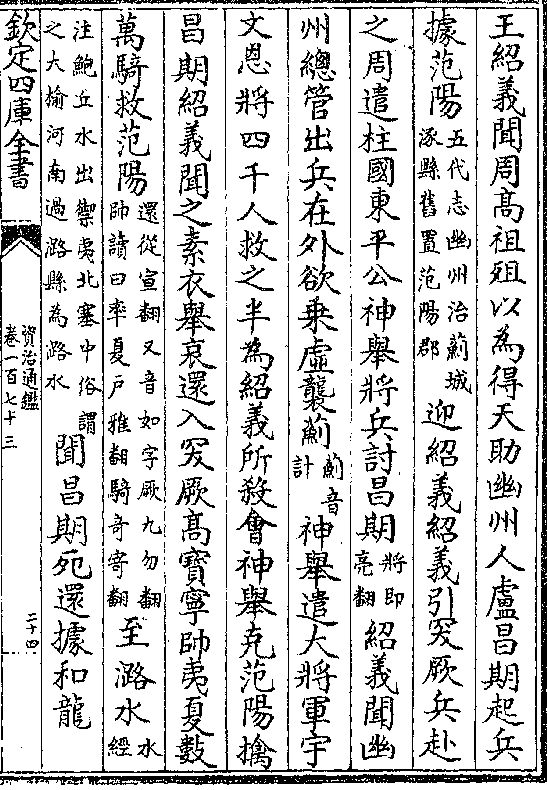 王紹義聞周髙祖殂以為得天助幽州人盧昌期起兵
據范陽五代志幽州治薊城涿縣舊置范陽郡迎紹義紹義引突厥兵赴
之周遣柱國東平公神舉將兵討昌期將即亮翻紹義聞幽
州總管出兵在外欲乗虛襲薊薊音計神舉遣大將軍宇
文恩將四千人救之半為紹義所殺會神舉克范陽擒
昌期紹義聞之素衣舉哀還入突厥髙寶寧帥夷夏數
萬騎救范陽還從宣翻又音如字厥九勿翻帥讀曰率夏戸雅翻騎竒寄翻至潞水水經
注鮑丘水出禦夷北塞中俗謂之大榆河南過潞縣為潞水聞昌期死還據和龍
欽定四庫全書
資治通鑑
卷一百七十三
二十四